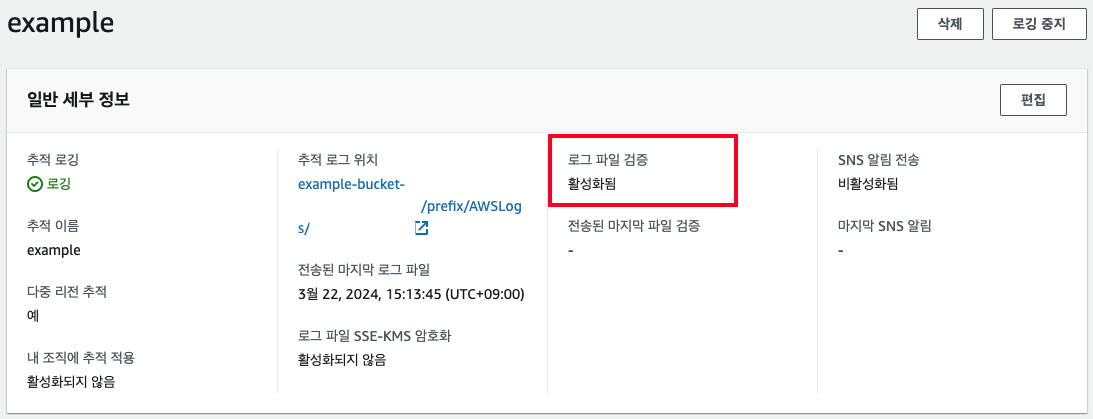 example
삭제
로깅 중지
일반 세부 정보
편집
추적 로깅
로깅
추적 이름
example
다중 리전 추적
예
내 조직에 추적 적용
활성화되지 않음
추적 로그 위치
example-bucket-
/prefix/AWSLog
s/
전송된 마지막 로그 파일
3월 22, 2024, 15:13:45 (UTC+09:00)
로그 파일 SSE-KMS 암호화
활성화되지 않음
로그 파일 검증
활성화됨
전송된 마지막 파일 검증
-
SNS 알림 전송
비활성화됨
마지막 SNS 알림
-